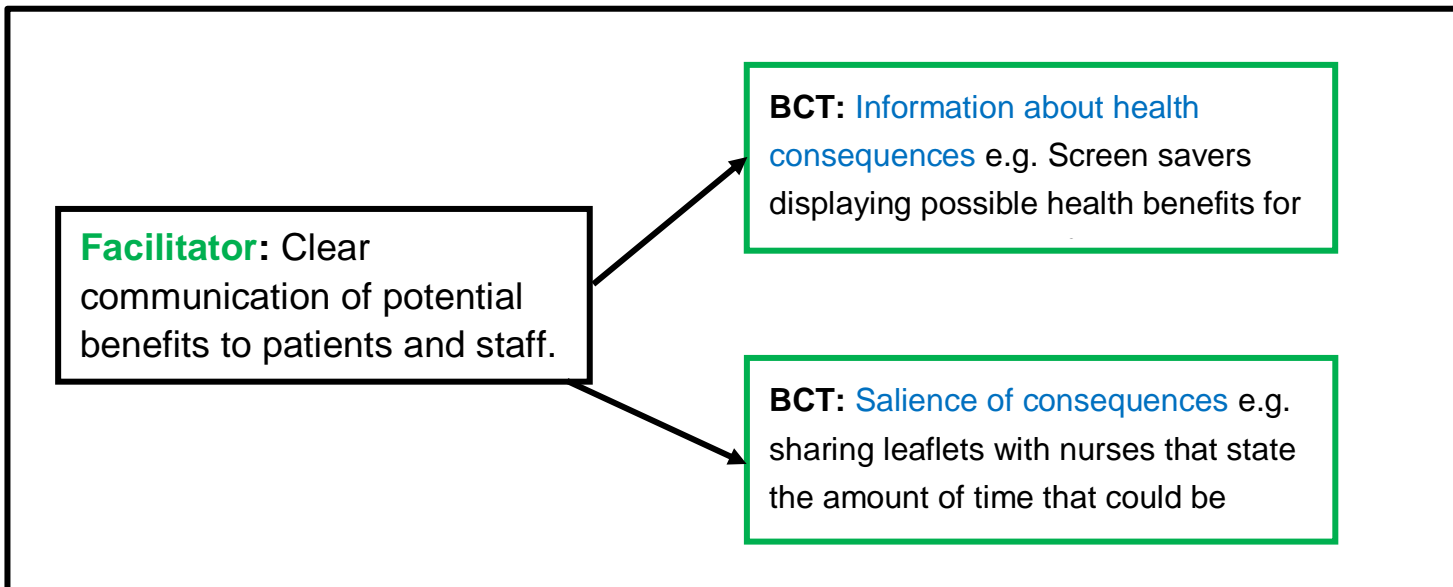 Facilitator: Clear
communication of potential
benefits to patients and staff.
BCT: Information about health
consequences e.g. Screen savers
displaying possible health benefits for
BCT: Salience of consequences e.g.
sharing leaflets with nurses that state
the amount of time that could be